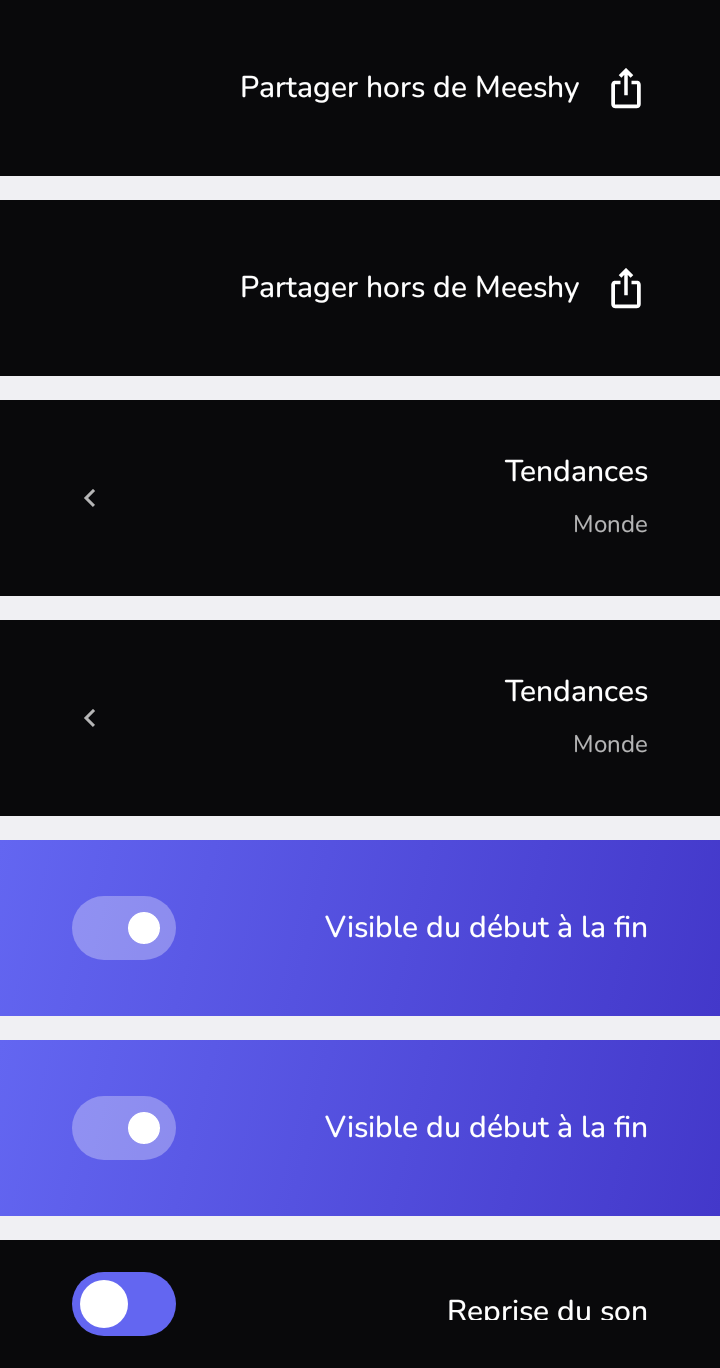 Partager hors de Meeshy
Partager hors de Meeshy
Tendances
Monde
Tendances
Monde
Visible du début à la fin
Visible du début à la fin
Reprise du son